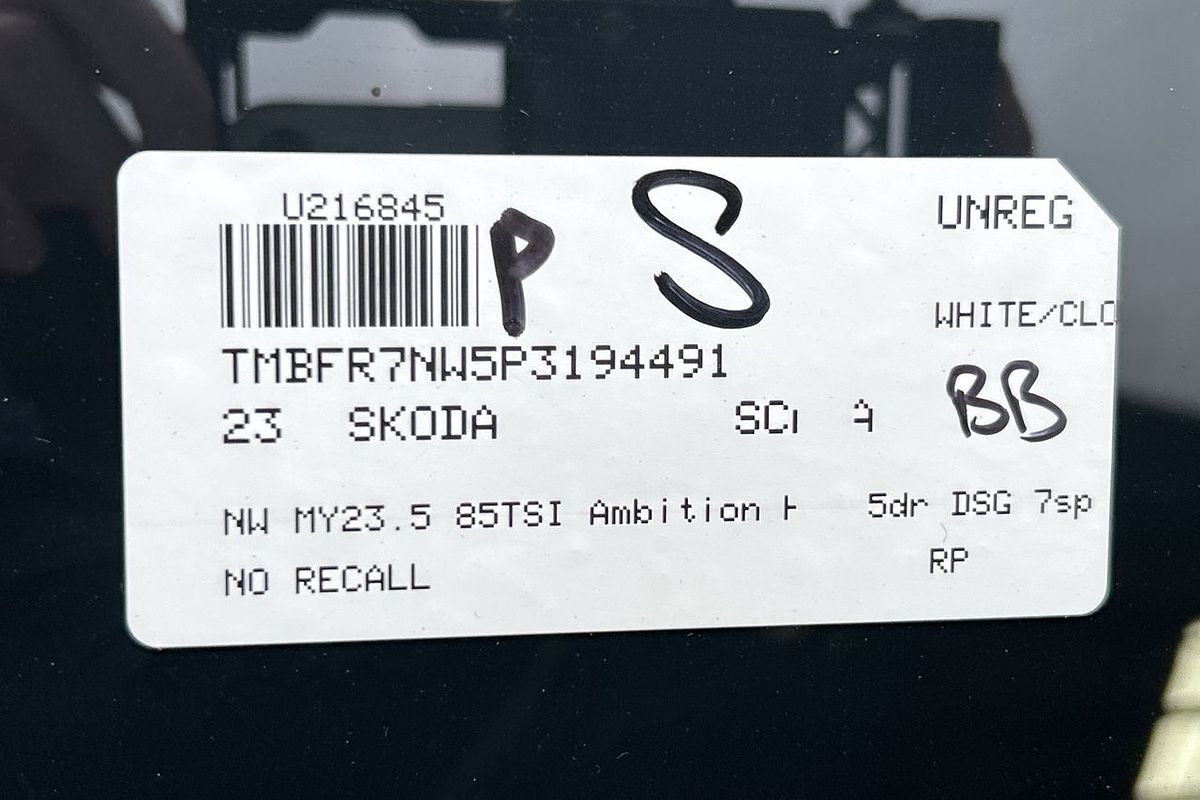 U216845
P S
UNREG
WHITE/CLO
TMBFR7NW5P3194491
BB
23 SKODA
NW MY23.5 85TSI Ambition 5dr DSG 7sp
NO RECALL RP